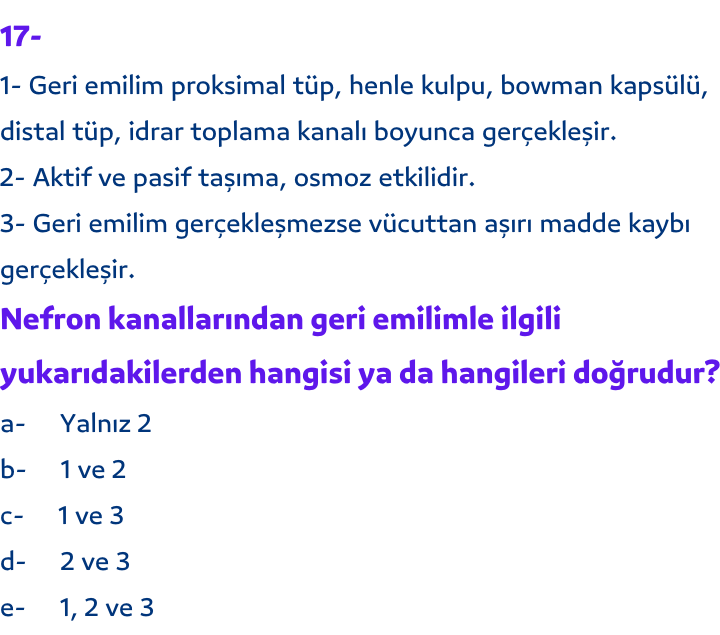 17-
1- Geri emilim proksimal tüp, henle kulpu, bowman kapsülü,
distal tüp, idrar toplama kanalı boyunca gerçekleşir.
2- Aktif ve pasif taşıma, osmoz etkilidir.
3- Geri emilim gerçekleşmezse vücuttan aşırı madde kaybı
gerçekleşir.
Nefron kanallarından geri emilimle ilgili
yukarıdakilerden hangisi ya da hangileri doğrudur?
a- Yalnız 2
b- 1 ve 2
c- 1 ve 3
d- 2 ve 3
e- 1, 2 ve 3